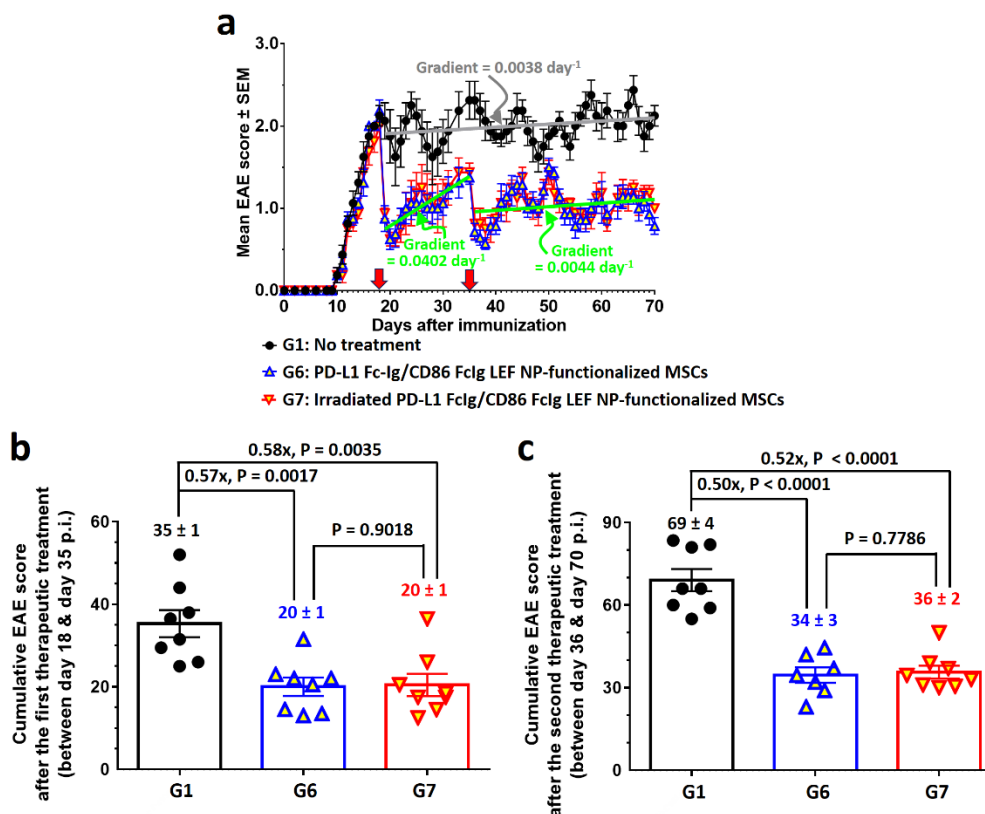 a
Mean EAE score ± SEM
3.0
2.0
1.0
0.0
Gradient = 0.0038 day-1
Gradient
= 0.0402 day-1
Gradient
= 0.0044 day-1
0 10 20 30 40 50 60 70
Days after immunization
G1: No treatment
G6: PD-L1 Fc-Ig/CD86 FcIg LEF NP-functionalized MSCs
G7: Irradiated PD-L1 FcIg/CD86 FcIg LEF NP-functionalized MSCs
b
Cumulative EAE score
after the first therapeutic treatment
(between day 18 & day 35 p.i.)
0.58x, P = 0.0035
0.57x, P = 0.0017
P = 0.9018
35 ± 1
20 ± 1
20 ± 1
60
40
20
0
G1 G6 G7
c
Cumulative EAE score
after the second therapeutic treatment
(between day 36 & day 70 p.i.)
0.52x, P < 0.0001
0.50x, P < 0.0001
P = 0.7786
69 ± 4
34 ± 3
36 ± 2
90
60
30
0
G1 G6 G7